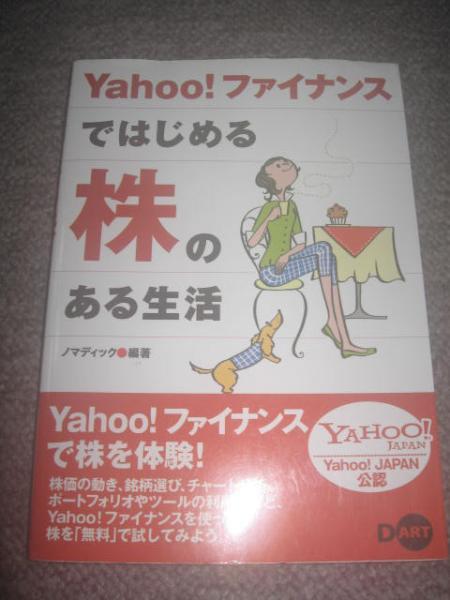 Yahoo!ファイナンス
ではじめる
株の
ある生活
ノマディック●編著
Yahoo!ファイナンス
で株を体験!
株価の動き、銘柄選び、チャート
ポートフォリオやツールの利
Yahoo!ファイナンスを使
株を「無料」で試してみよう
YAHOO!
JAPAN
Yahoo! JAPAN
公認
D ART